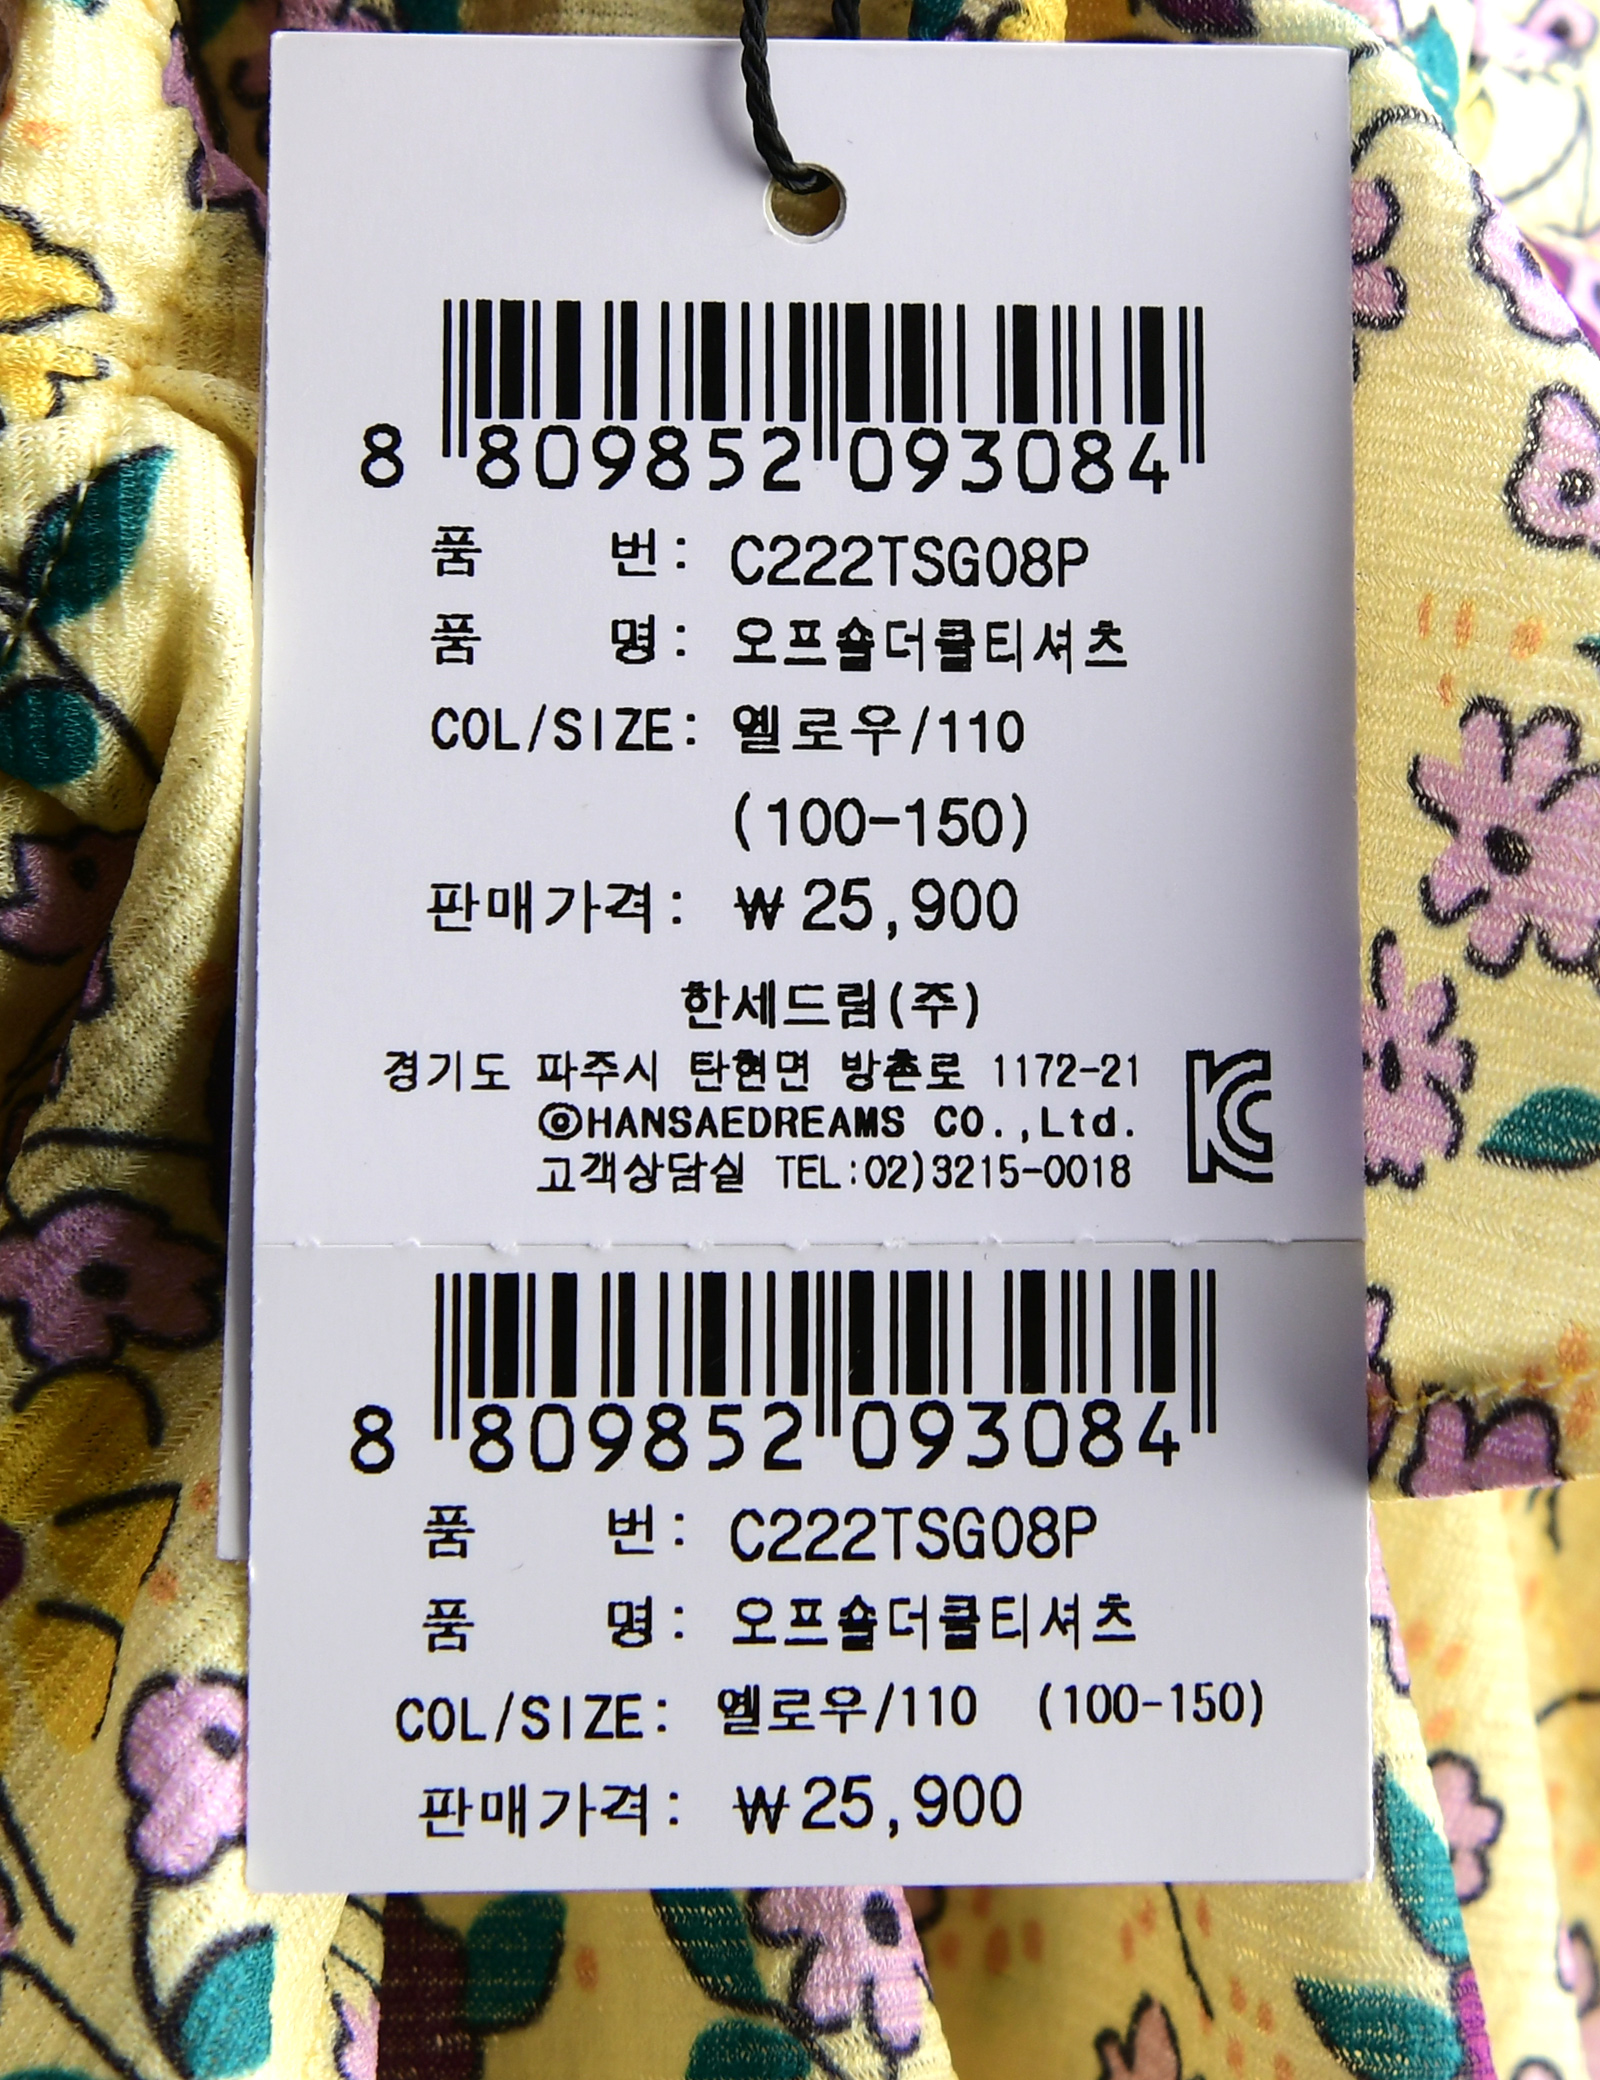 8 809852 093084
품 번: C222TSG08P
품 명: 오프숄더쿨티셔츠
COL/SIZE: 옐로우/110
(100-150)
판매가격: ₩25,900
한세드림(주)
경기도 파주시 탄현면 방촌로 1172-21
©HANSAEDREAMS CO.,Ltd.
고객상담실 TEL:02)3215-0018
KC
8 809852 093084
품 번: C222TSG08P
품 명: 오프숄더쿨티셔츠
COL/SIZE: 옐로우/110 (100-150)
판매가격: ₩25,900